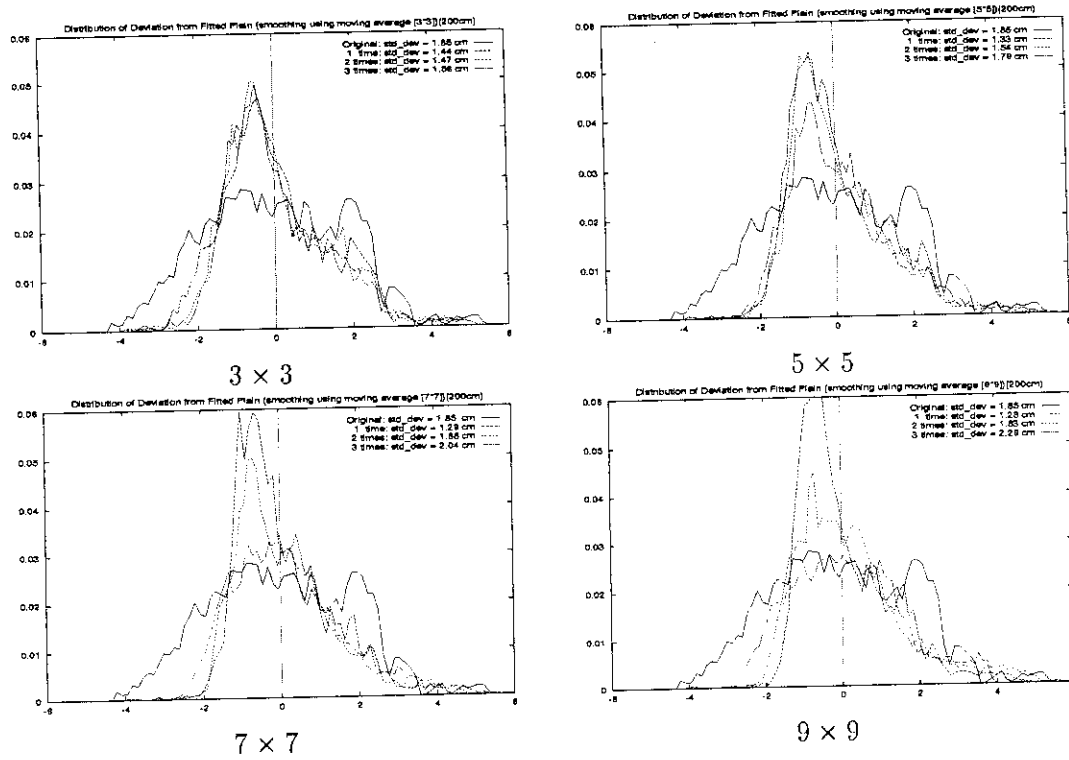 Distribution of Deviation from Fitted Plain (smoothing using moving average [3*3])[200cm]
Original: std_dev = 1.85 cm
1 time: std_dev = 1.44 cm
2 times: std_dev = 1.47 cm
3 times: std_dev = 1.56 cm
0.06
0.05
0.04
0.03
0.02
0.01
0
-6 -4 -2 0 2 4 6
3 × 3
Distribution of Deviation from Fitted Plain (smoothing using moving average [5*5])[200cm]
Original: std_dev = 1.85 cm
1 time: std_dev = 1.33 cm
2 times: std_dev = 1.54 cm
3 times: std_dev = 1.79 cm
0.06
0.05
0.04
0.03
0.02
0.01
0
-6 -4 -2 0 2 4 6
5 × 5
Distribution of Deviation from Fitted Plain (smoothing using moving average [7*7])[200cm]
Original: std_dev = 1.85 cm
1 time: std_dev = 1.29 cm
2 times: std_dev = cm
3 times: std_dev = 2.04 cm
0.06
0.05
0.04
0.03
0.02
0.01
0
-6 -4 -2 0 2 4 6
7 × 7
Distribution of Deviation from Fitted Plain (smoothing using moving average [9*9])[200cm]
Original: std_dev = 1.85 cm
1 time: std_dev = 1.28 cm
2 times: std_dev = 1.83 cm
3 times: std_dev = 2.29 cm
0.06
0.05
0.04
0.03
0.02
0.01
0
-6 -4 -2 0 2 4 6
9 × 9